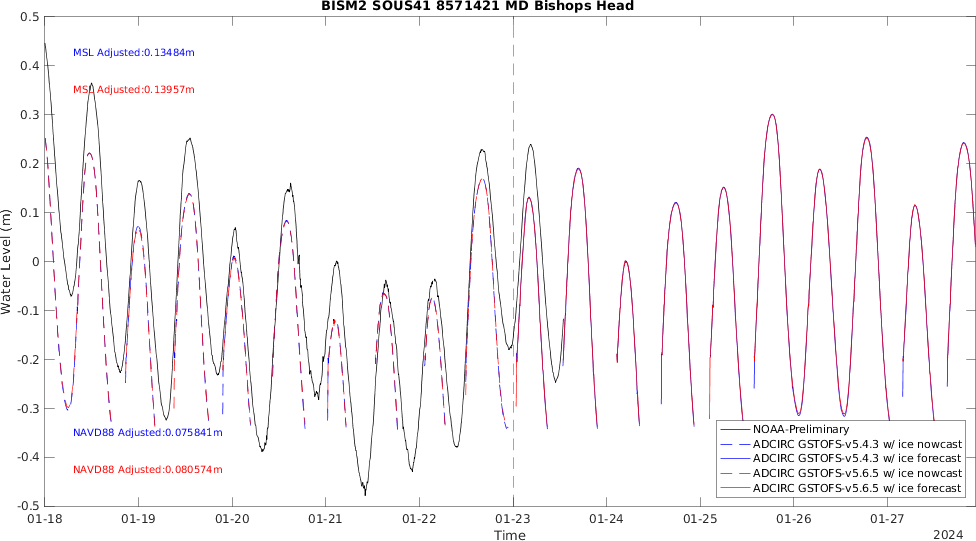 BISM2 SOUS41 8571421 MD Bishops Head
0.5
0.4
0.3
0.2
0.1
0
-0.1
-0.2
-0.3
-0.4
-0.5
Water Level (m)
MSL Adjusted:0.13484m
MSL Adjusted:0.13957m
NAVD88 Adjusted:0.075841m
NAVD88 Adjusted:0.080574m
NOAA-Preliminary
ADCIRC GSTOFS-v5.4.3 w/ ice nowcast
ADCIRC GSTOFS-v5.4.3 w/ ice forecast
ADCIRC GSTOFS-v5.6.5 w/ ice nowcast
ADCIRC GSTOFS-v5.6.5 w/ ice forecast
01-18 01-19 01-20 01-21 01-22 01-23 01-24 01-25 01-26 01-27
Time
2024